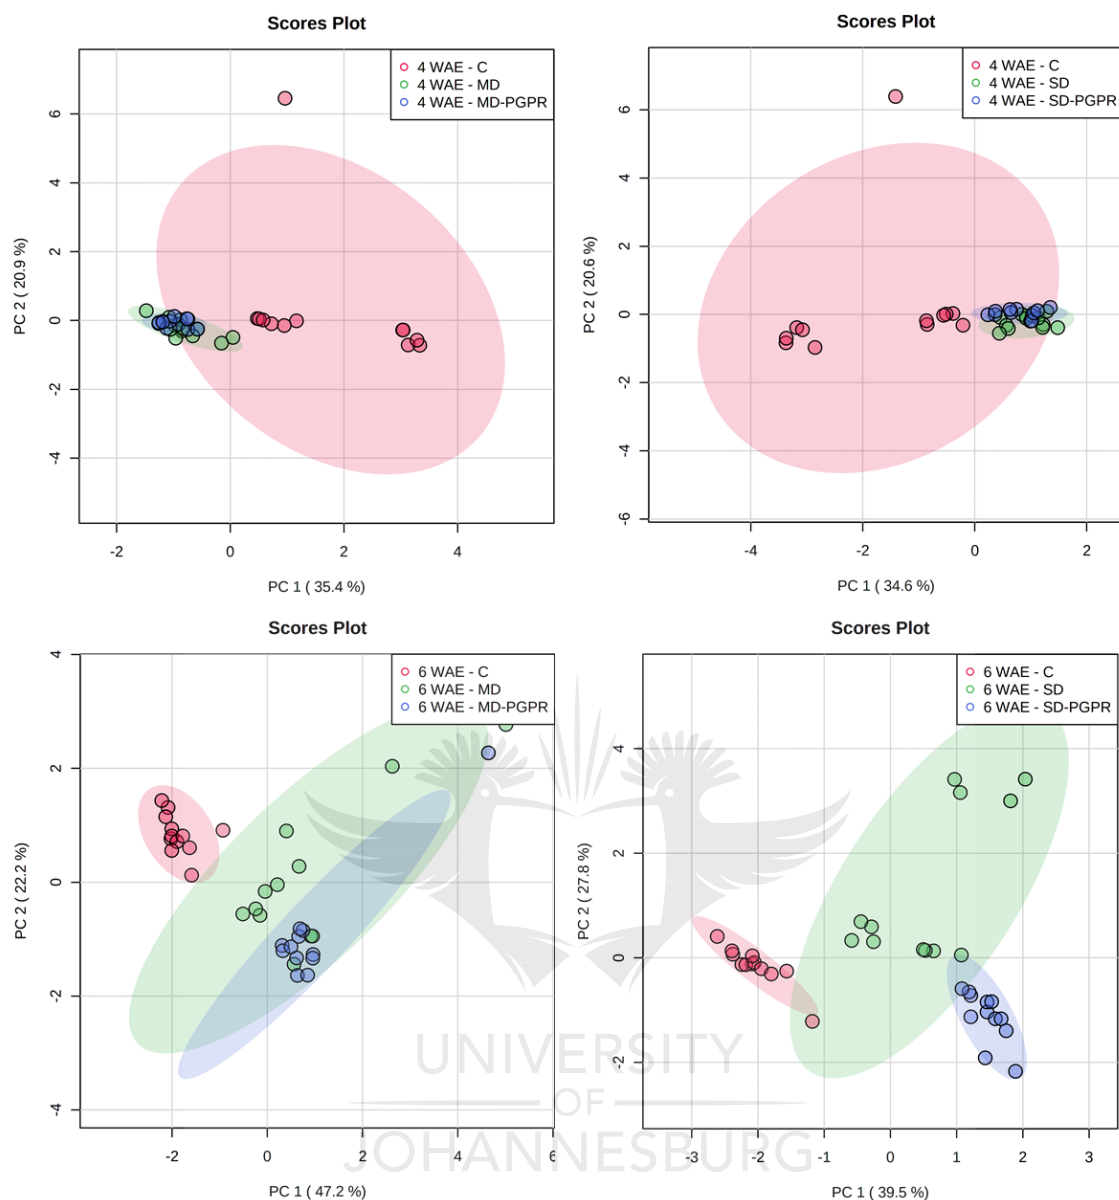 Scores Plot
4 WAE - C
4 WAE - MD
4 WAE - MD-PGPR
PC 2 ( 20.9 %)
6
4
2
0
-2
-4
-2
0
2
4
PC 1 ( 35.4 %)
Scores Plot
4 WAE - C
4 WAE - SD
4 WAE - SD-PGPR
PC 2 ( 20.6 %)
6
4
2
0
-2
-4
-6
-4
-2
0
2
PC 1 ( 34.6 %)
Scores Plot
6 WAE - C
6 WAE - MD
6 WAE - MD-PGPR
PC 2 ( 22.2 %)
4
2
0
-2
-4
-2
0
2
4
6
PC 1 ( 47.2 %)
Scores Plot
6 WAE - C
6 WAE - SD
6 WAE - SD-PGPR
PC 2 ( 27.8 %)
4
2
0
-2
-3
-2
-1
0
1
2
3
PC 1 ( 39.5 %)
UNIVERSITY
OF
JOHANNESBURG